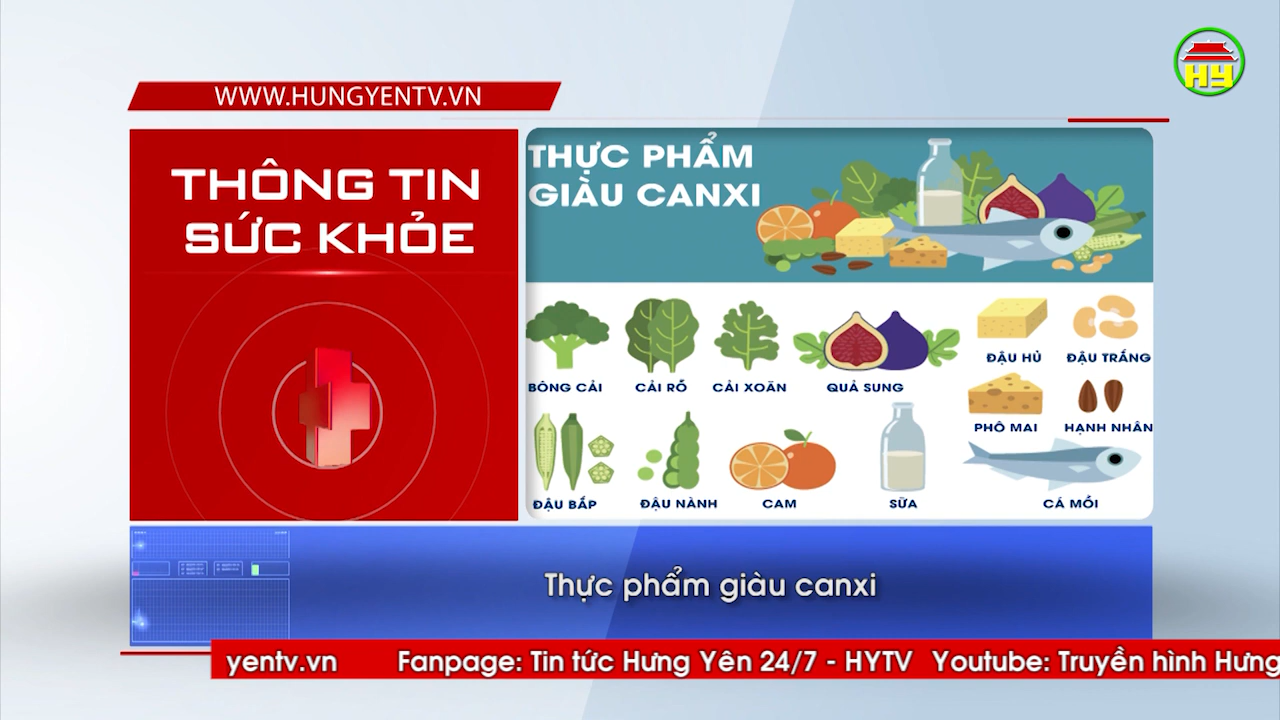 WWW.HUNGYENTV.VN
HY
THÔNG TIN
SỨC KHỎE
THỰC PHẨM
GIÀU CANXI
BÔNG CẢI
CẢI RỔ
CẢI XOĂN
QUẢ SUNG
ĐẬU HỦ
ĐẬU TRẮNG
PHÔ MAI
HẠNH NHÂN
ĐẬU BẮP
ĐẬU NÀNH
CAM
SỮA
CÁ MÒI
Thực phẩm giàu canxi
yentv.vn Fanpage: Tin tức Hưng Yên 24/7 - HYTV Youtube: Truyền hình Hưng